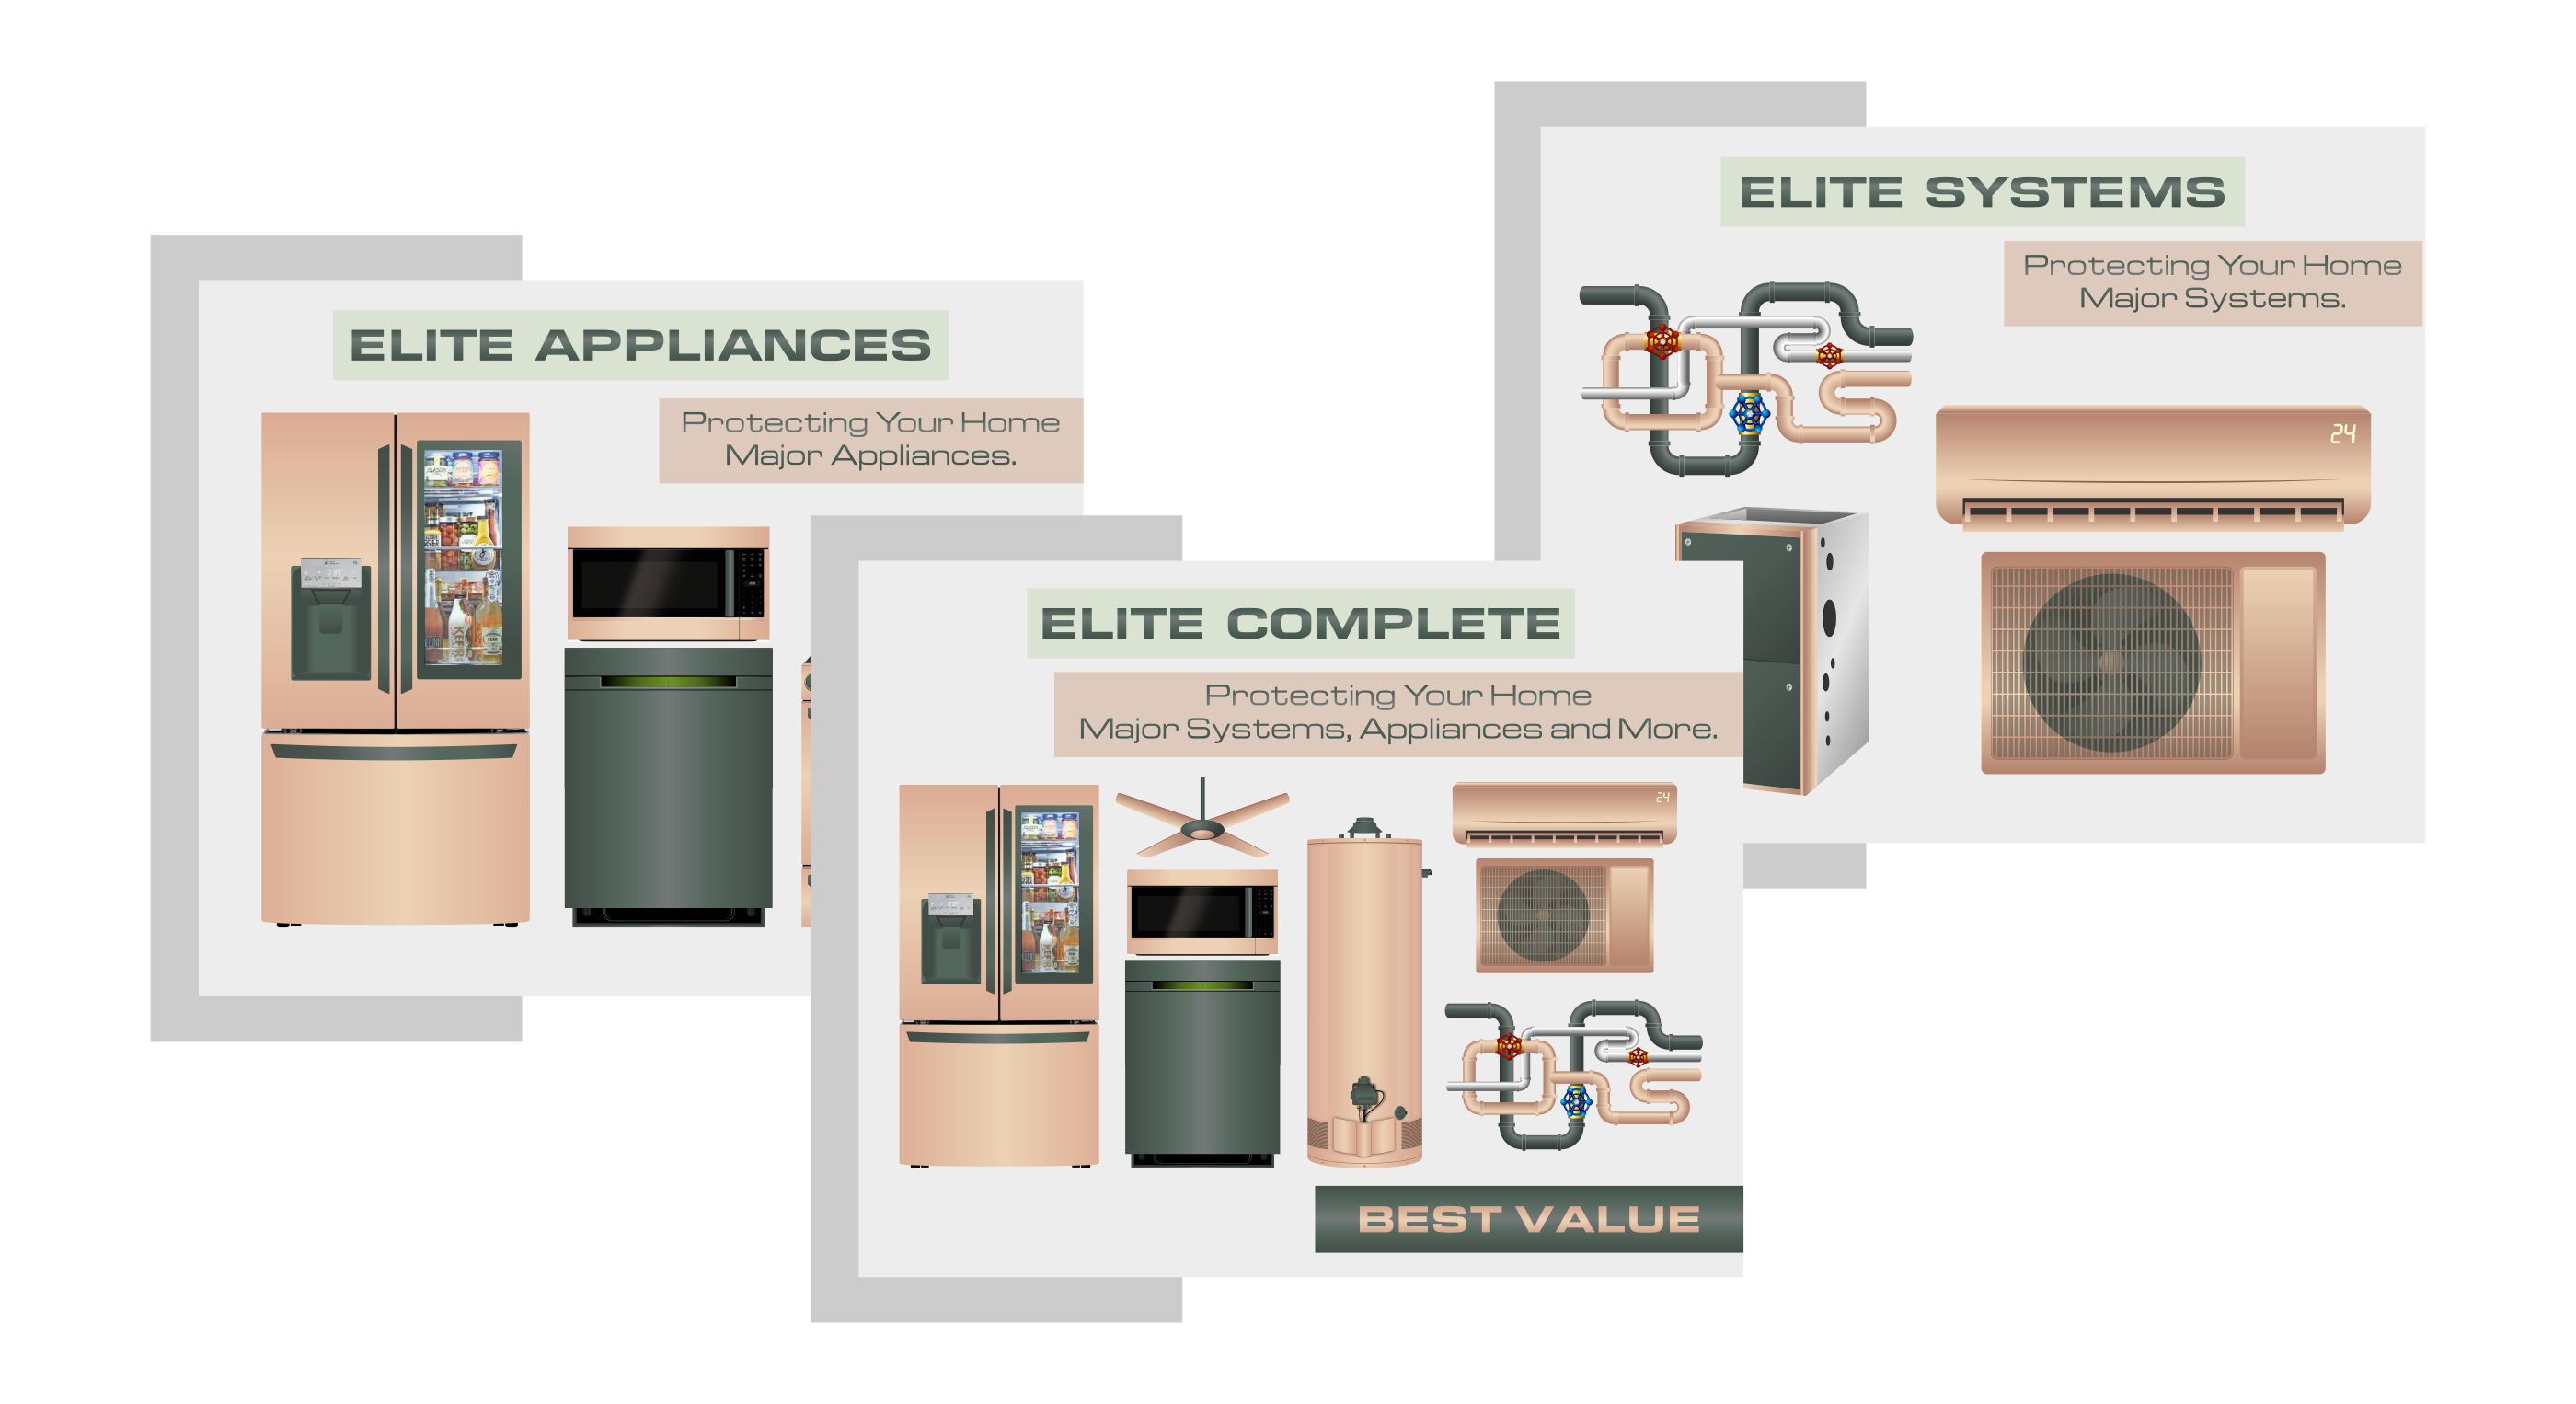 ELITE APPLIANCES
Protecting Your Home
Major Appliances.
ELITE SYSTEMS
Protecting Your Home
Major Systems.
24
ELITE COMPLETE
Protecting Your Home
Major Systems, Appliances and More.
24
BEST VALUE